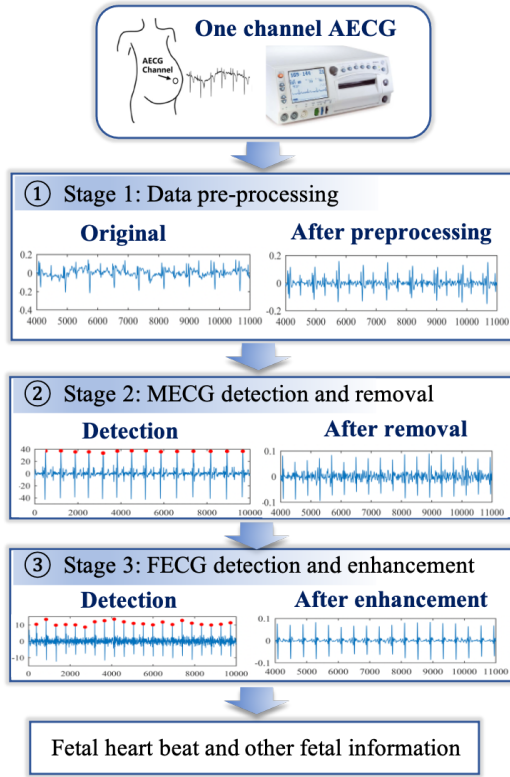 One channel AECG
AECG
Channel
① Stage 1: Data pre-processing
Original
After preprocessing
0.2
0
0.2
0.4
4000 5000 6000 7000 8000 9000 10000 11000
0.2
0
-0.2
4000 5000 6000 7000 8000 9000 10000 11000
② Stage 2: MECG detection and removal
Detection
After removal
40
20
0
-20
-40
0 2000 4000 6000 8000 10000
0.1
0
-0.1
4000 5000 6000 7000 8000 9000 10000 11000
③ Stage 3: FECG detection and enhancement
Detection
After enhancement
10
0
-10
0 2000 4000 6000 8000 10000
0.1
0
-0.1
4000 5000 6000 7000 8000 9000 10000 11000
Fetal heart beat and other fetal information